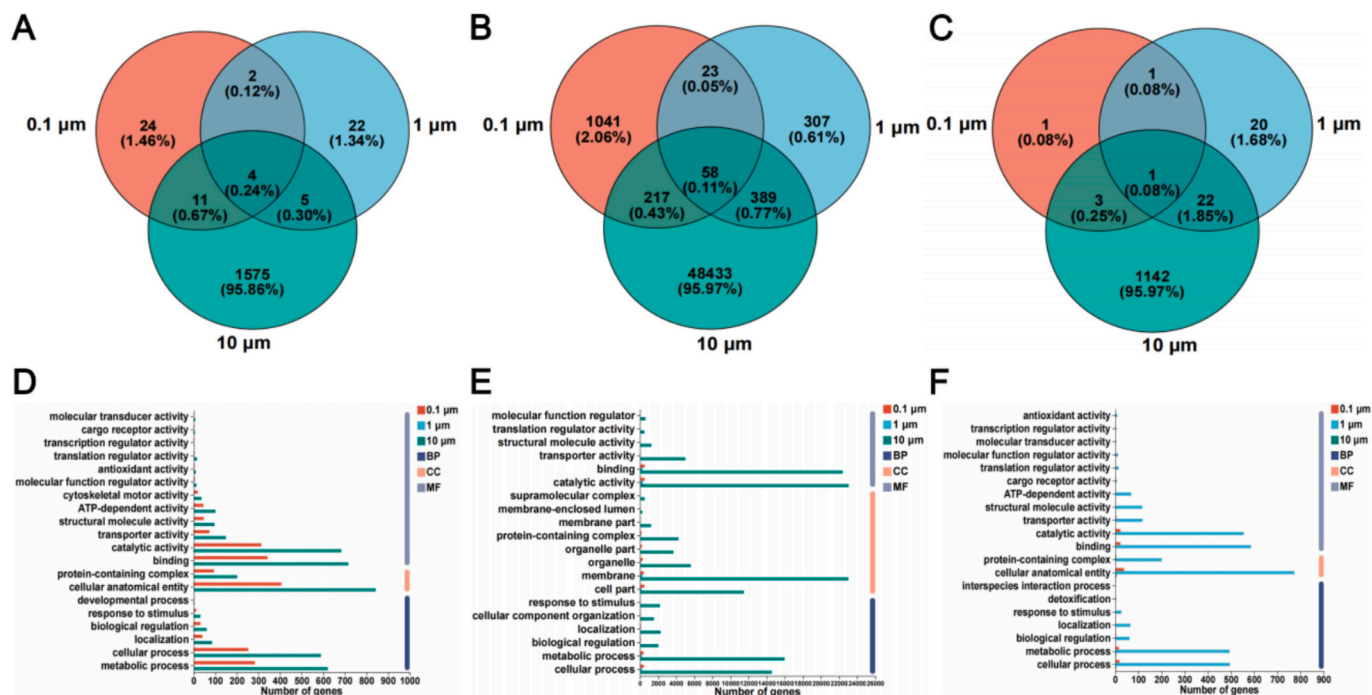 A
0.1 μm
1 μm
2
(0.12%)
24
(1.46%)
22
(1.34%)
4
(0.24%)
11
(0.67%)
5
(0.30%)
1575
(95.86%)
10 μm
B
0.1 μm
1 μm
23
(0.05%)
1041
(2.06%)
307
(0.61%)
58
(0.11%)
217
(0.43%)
389
(0.77%)
48433
(95.97%)
10 μm
C
0.1 μm
1 μm
1
(0.08%)
1
(0.08%)
20
(1.68%)
1
(0.08%)
3
(0.25%)
22
(1.85%)
1142
(95.97%)
10 μm
D
molecular transducer activity
cargo receptor activity
transcription regulator activity
translation regulator activity
antioxidant activity
molecular function regulator activity
cytoskeletal motor activity
ATP-dependent activity
structural molecule activity
transporter activity
catalytic activity
binding
protein-containing complex
cellular anatomical entity
developmental process
response to stimulus
biological regulation
localization
cellular process
metabolic process
0 100 200 300 400 500 600 700 800 900 1000
Number of genes
0.1 μm
1 μm
10 μm
BP
CC
MF
E
molecular function regulator
translation regulator activity
structural molecule activity
transporter activity
binding
catalytic activity
supramolecular complex
membrane-enclosed lumen
membrane part
protein-containing complex
organelle part
organelle
membrane
cell part
response to stimulus
cellular component organization
localization
biological regulation
metabolic process
cellular process
0 2000 4000 6000 8000 10000 12000 14000 16000 18000 20000 22000 24000 26000
Number of genes
0.1 μm
1 μm
10 μm
BP
CC
MF
F
antioxidant activity
transcription regulator activity
molecular transducer activity
molecular function regulator activity
translation regulator activity
cargo receptor activity
ATP-dependent activity
structural molecule activity
transporter activity
catalytic activity
binding
protein-containing complex
cellular anatomical entity
interspecies interaction process
detoxification
response to stimulus
localization
biological regulation
metabolic process
cellular process
0 100 200 300 400 500 600 700 800 900
Number of genes
0.1 μm
1 μm
10 μm
BP
CC
MF